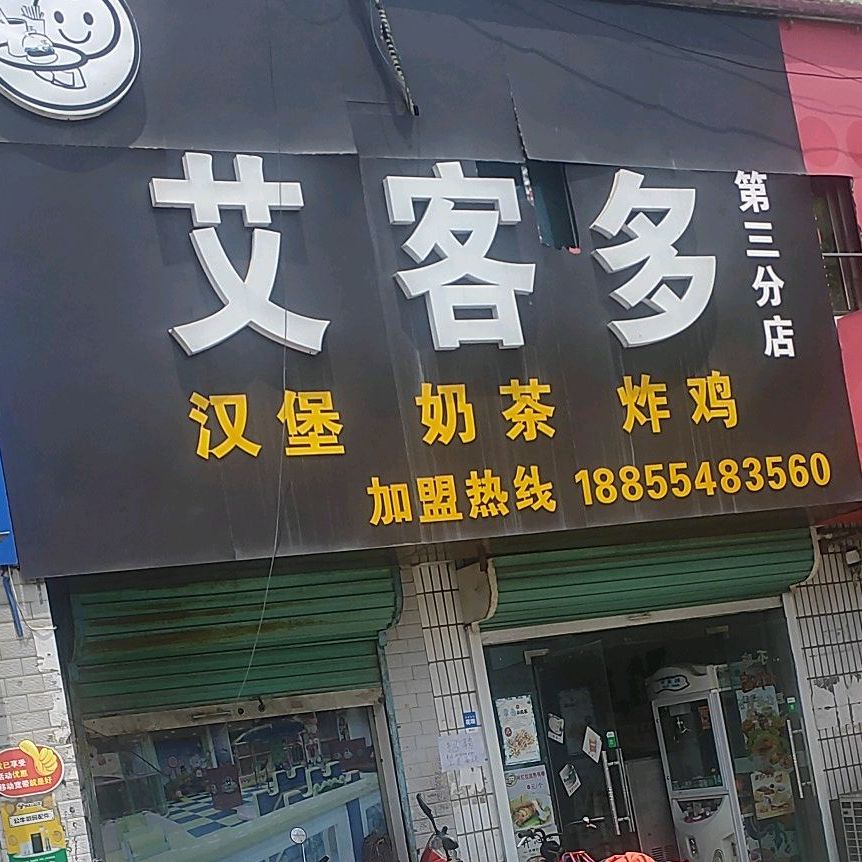 艾客多
第三分店
汉堡 奶茶 炸鸡
加盟热线 18855483560